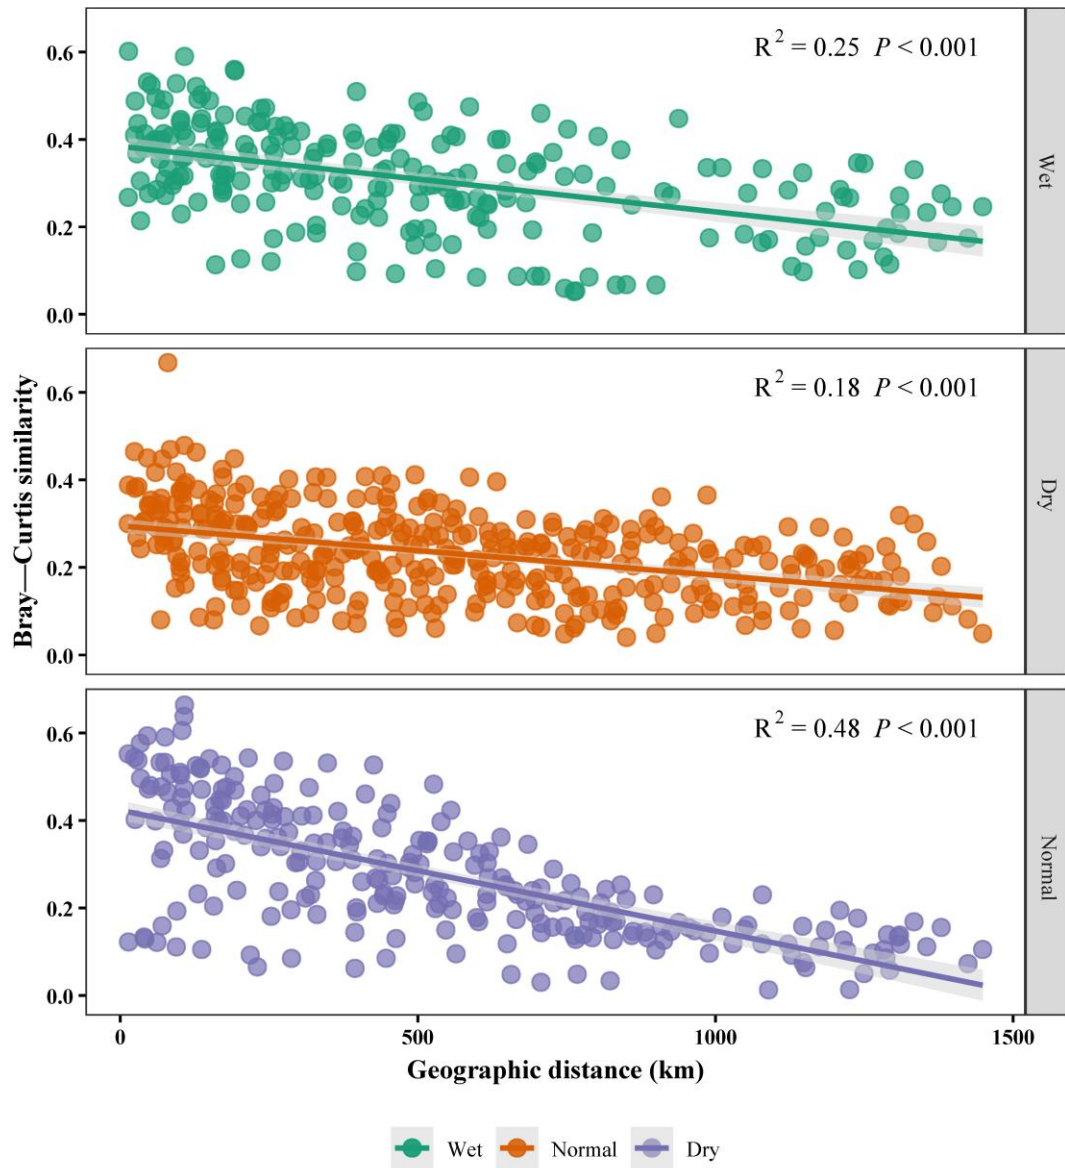 R² = 0.25 P < 0.001
0.6
0.4
0.2
0.0
Wet
R² = 0.18 P < 0.001
0.6
0.4
0.2
0.0
Dry
Bray—Curtis similarity
R² = 0.48 P < 0.001
0.6
0.4
0.2
0.0
Normal
0 500 1000 1500
Geographic distance (km)
Wet Normal Dry